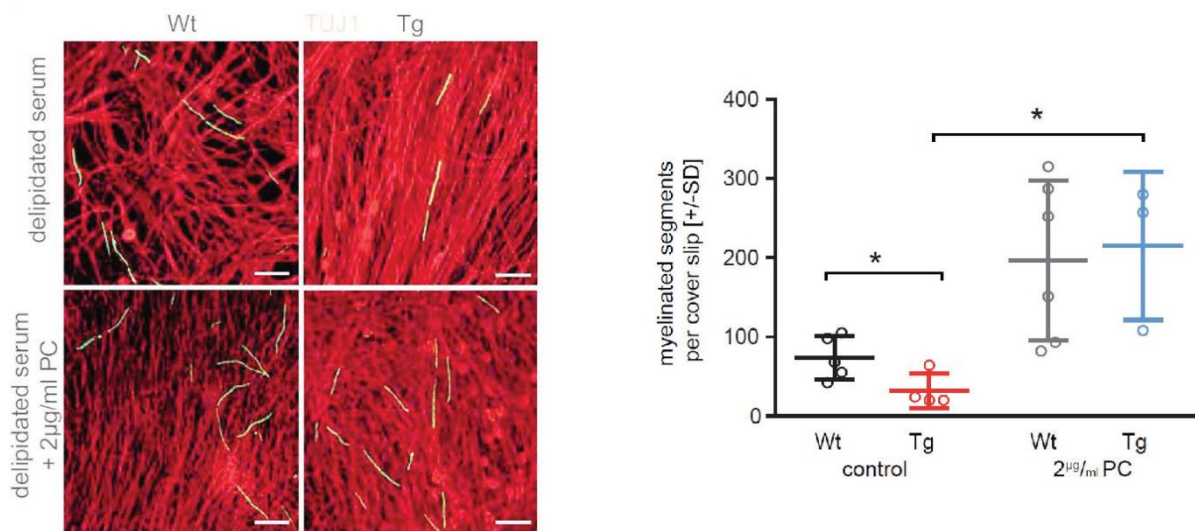 Wt TUJ1 Tg
delipidated serum
delipidated serum
+ 2µg/ml PC
myelinated segments
per cover slip [+/-SD]
400
300
200
100
0
*
*
Wt Tg Wt Tg
control 2µg/ml PC